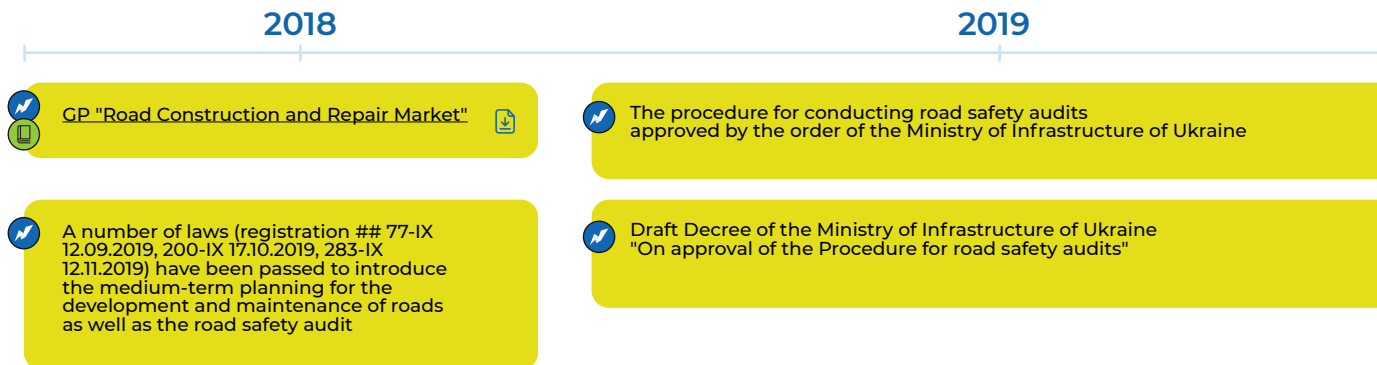 2018
2019
GP "Road Construction and Repair Market"
The procedure for conducting road safety audits
approved by the order of the Ministry of Infrastructure of Ukraine
A number of laws (registration ## 77-IX
12.09.2019, 200-IX 17.10.2019, 283-IX
12.11.2019) have been passed to introduce
the medium-term planning for the
development and maintenance of roads
as well as the road safety audit
Draft Decree of the Ministry of Infrastructure of Ukraine
"On approval of the Procedure for road safety audits"